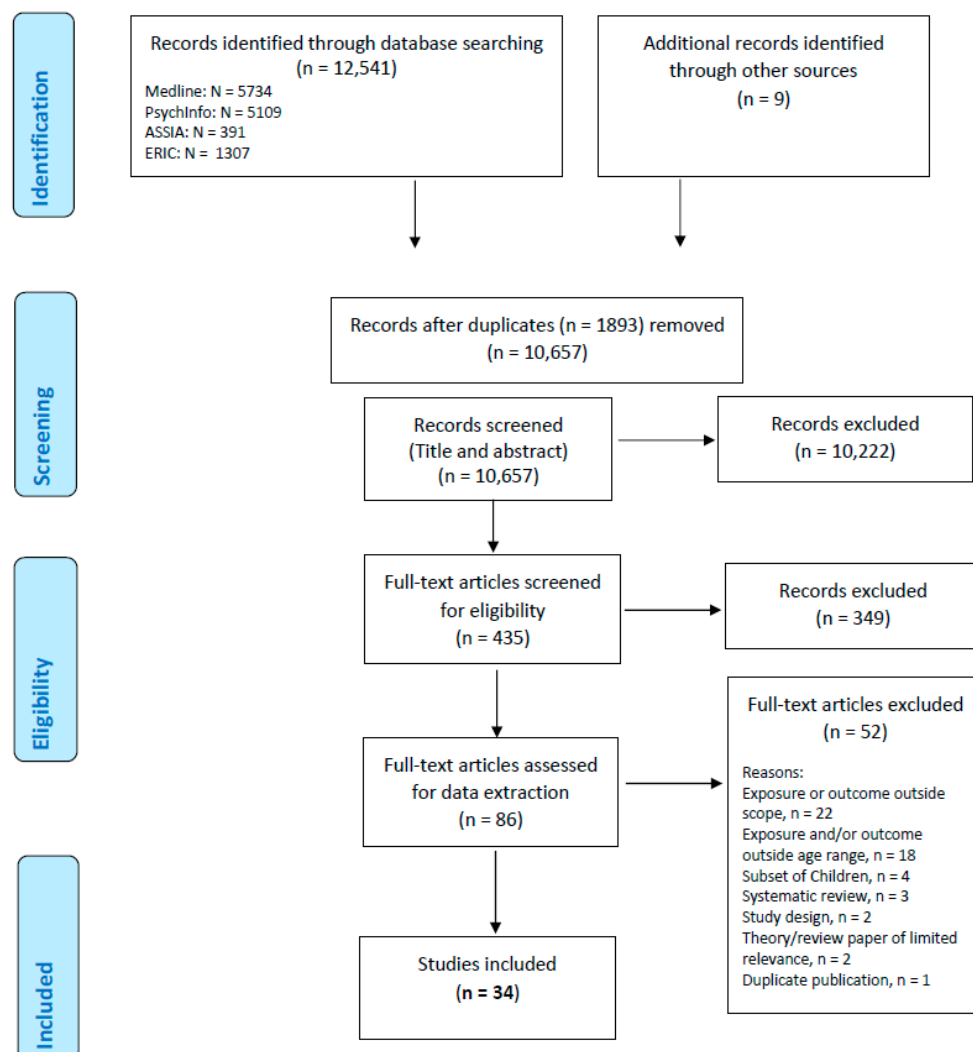 Identification
Records identified through database searching
(n = 12,541)
Medline: N = 5734
PsychInfo: N = 5109
ASSIA: N = 391
ERIC: N =  1307
Additional records identified
through other sources
(n = 9)
Screening
Records after duplicates (n = 1893) removed
(n = 10,657)
Records screened
(Title and abstract)
(n = 10,657)
Records excluded
(n = 10,222)
Eligibility
Full-text articles screened
for eligibility
(n = 435)
Records excluded
(n = 349)
Full-text articles assessed
for data extraction
(n = 86)
Full-text articles excluded
(n = 52)
Reasons:
Exposure or outcome outside
scope, n = 22
Exposure and/or outcome
outside age range, n = 18
Subset of Children, n = 4
Systematic review, n = 3
Study design, n = 2
Theory/review paper of limited
relevance, n = 2
Duplicate publication, n = 1
Included
Studies included
(n = 34)